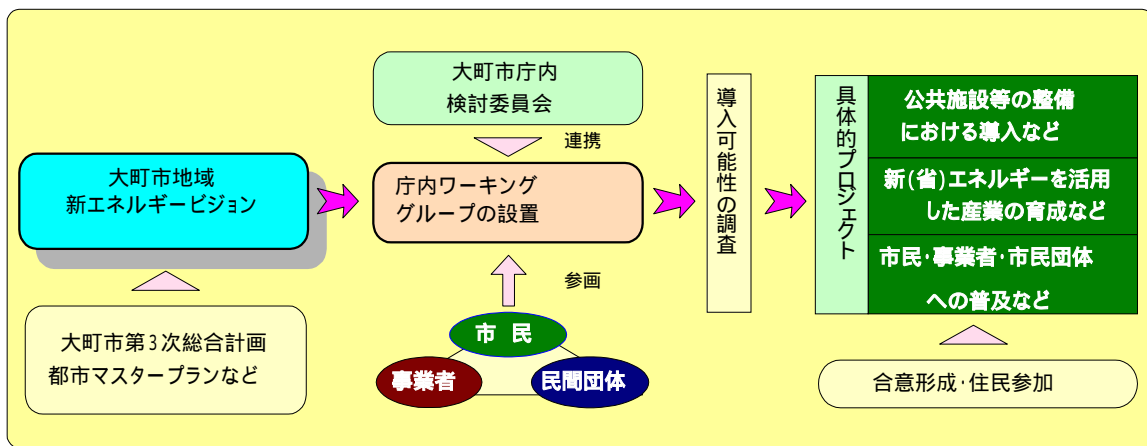 大町市地域
新エネルギービジョン
大町市第3次総合計画
都市マスタープランなど
大町市庁内
検討委員会
連携
庁内ワーキング
グループの設置
参画
市 民
事業者
民間団体
導入可能性の調査
具体的プロジェクト
公共施設等の整備
における導入など
新(省)エネルギーを活用
した産業の育成など
市民・事業者・市民団体
への普及など
合意形成・住民参加